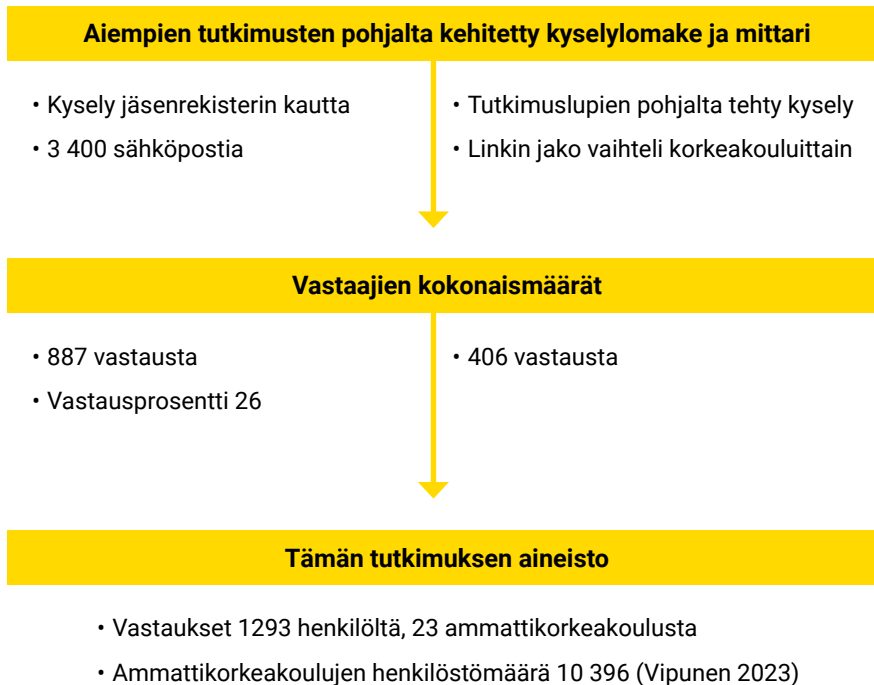 Aiempien tutkimusten pohjalta kehitetty kyselylomake ja mittari
• Kysely jäsenrekisterin kautta
• 3 400 sähköpostia
• Tutkimuslupien pohjalta tehty kysely
• Linkin jako vaihteli korkeakouluittain
Vastaajien kokonaismäärät
• 887 vastausta
• Vastausprosentti 26
• 406 vastausta
Tämän tutkimuksen aineisto
• Vastaukset 1293 henkilöltä, 23 ammattikorkeakoulusta
• Ammattikorkeakoulujen henkilöstömäärä 10 396 (Vipunen 2023)